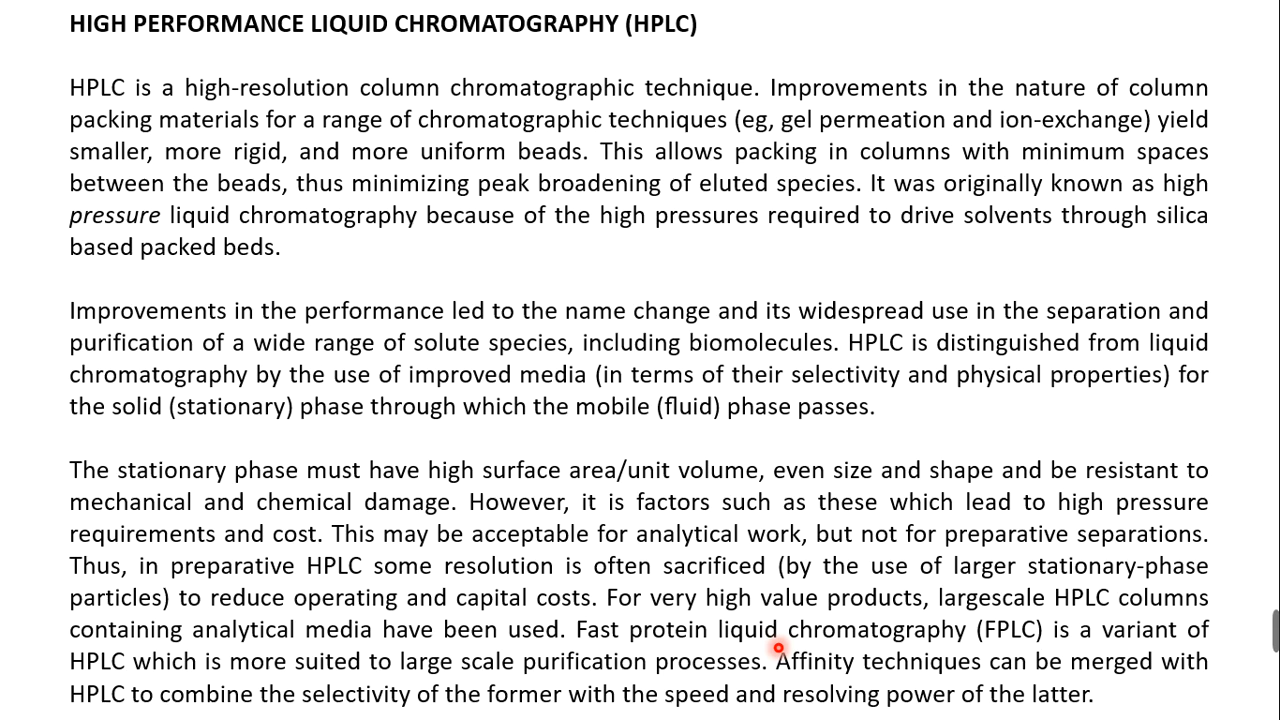 HIGH PERFORMANCE LIQUID CHROMATOGRAPHY (HPLC)
HPLC is a high-resolution column chromatographic technique. Improvements in the nature of column
packing materials for a range of chromatographic techniques (eg, gel permeation and ion-exchange) yield
smaller, more rigid, and more uniform beads. This allows packing in columns with minimum spaces
between the beads, thus minimizing peak broadening of eluted species. It was originally known as high
pressure liquid chromatography because of the high pressures required to drive solvents through silica
based packed beds.
Improvements in the performance led to the name change and its widespread use in the separation and
purification of a wide range of solute species, including biomolecules. HPLC is distinguished from liquid
chromatography by the use of improved media (in terms of their selectivity and physical properties) for
the solid (stationary) phase through which the mobile (fluid) phase passes.
The stationary phase must have high surface area/unit volume, even size and shape and be resistant to
mechanical and chemical damage. However, it is factors such as these which lead to high pressure
requirements and cost. This may be acceptable for analytical work, but not for preparative separations.
Thus, in preparative HPLC some resolution is often sacrificed (by the use of larger stationary-phase
particles) to reduce operating and capital costs. For very high value products, largescale HPLC columns
containing analytical media have been used. Fast protein liquid chromatography (FPLC) is a variant of
HPLC which is more suited to large scale purification processes. Affinity techniques can be merged with
HPLC to combine the selectivity of the former with the speed and resolving power of the latter.